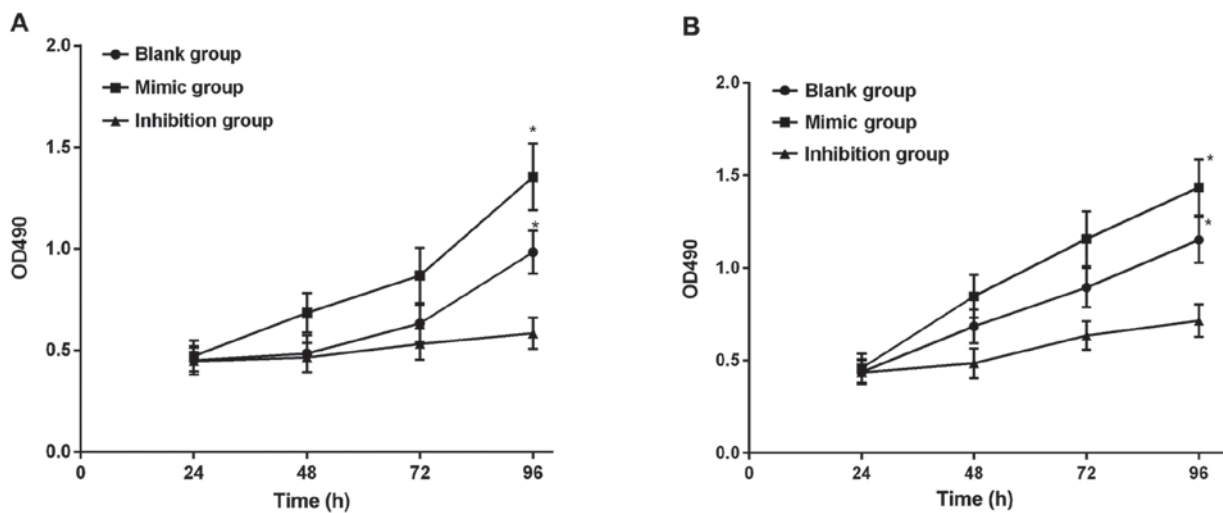 A
Blank group
Mimic group
Inhibition group
2.0
1.5
1.0
0.5
0.0
OD490
*
*
0 24 48 72 96
Time (h)
B
Blank group
Mimic group
Inhibition group
2.0
1.5
1.0
0.5
0.0
OD490
*
*
0 24 48 72 96
Time (h)